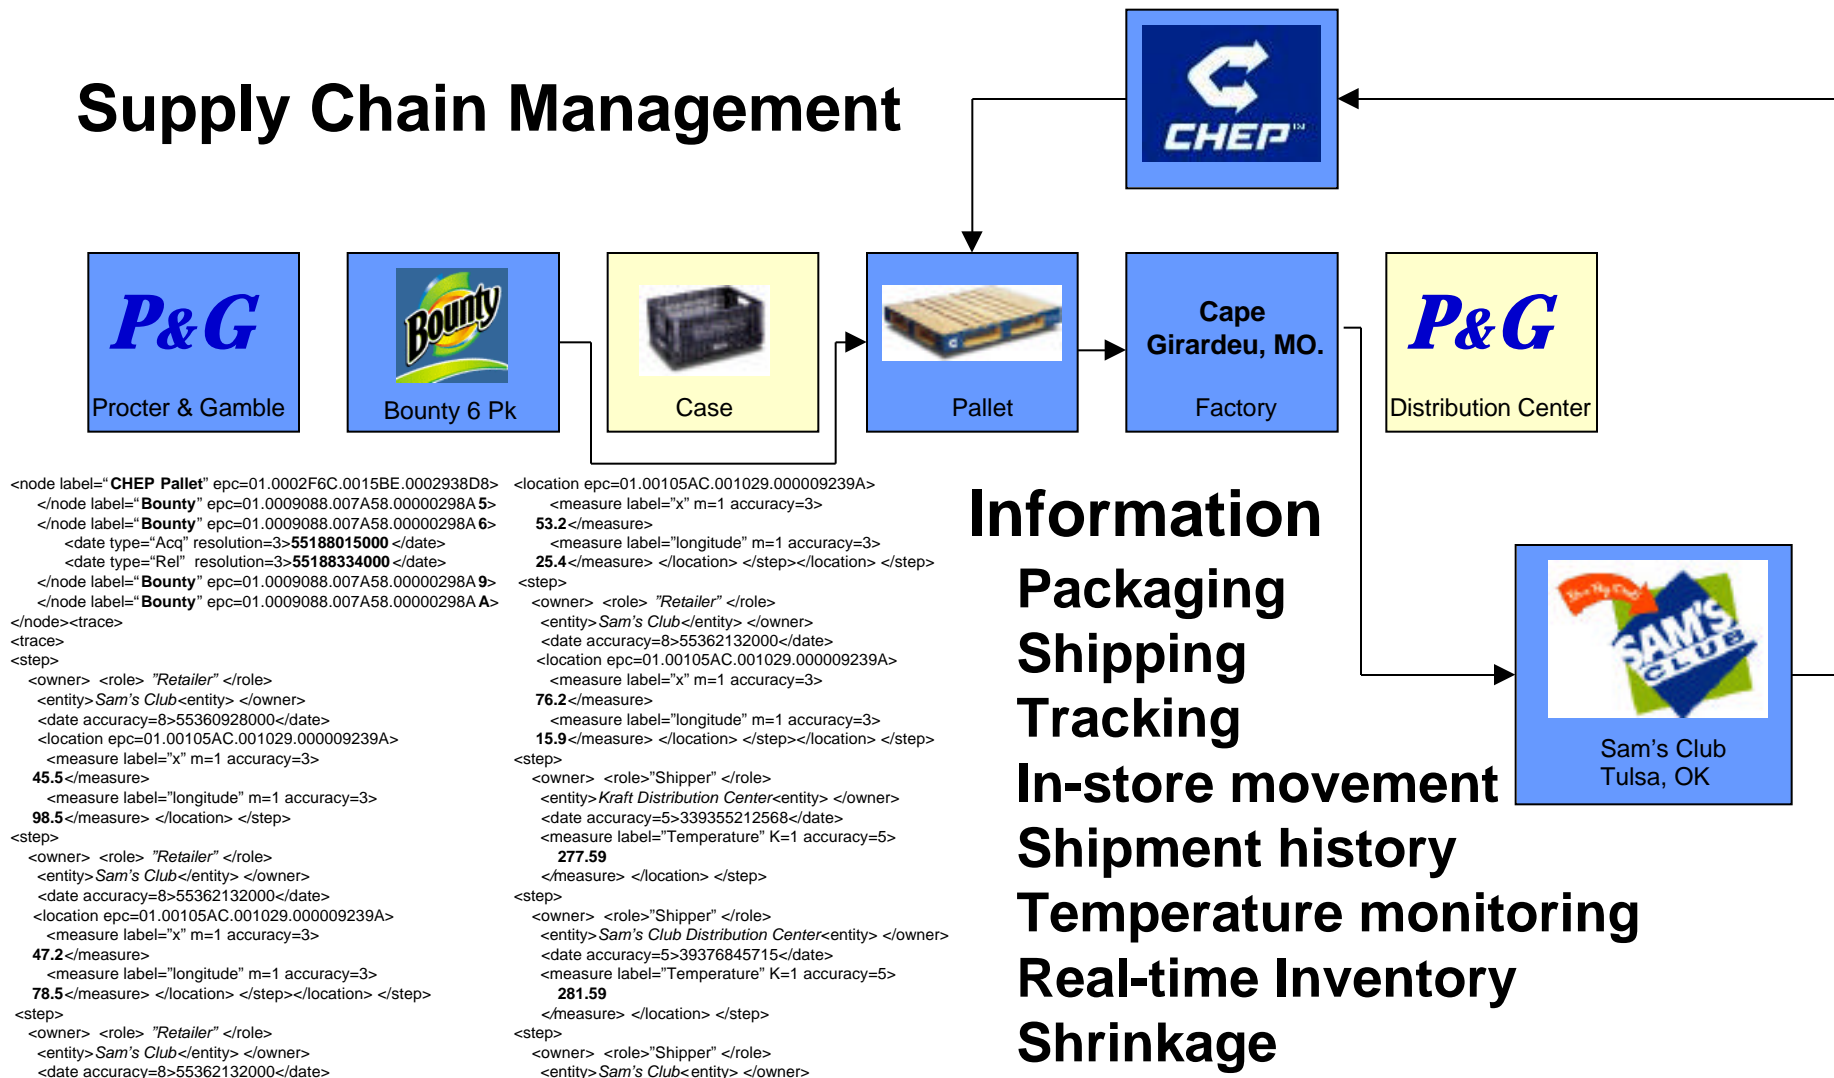 Supply Chain Management
CHEP™
P&G
Procter & Gamble
Bounty
Bounty 6 Pk
Case
Pallet
Cape
Girardeu, MO.
Factory
P&G
Distribution Center
<node label=“CHEP Pallet” epc=01.0002F6C.0015BE.0002938D8>
</node label=“Bounty” epc=01.0009088.007A58.00000298A5>
</node label=“Bounty” epc=01.0009088.007A58.00000298A6>
<date type=“Acq” resolution=3>55188015000</date>
<date type=“Rel” resolution=3>55188334000</date>
</node label=“Bounty” epc=01.0009088.007A58.00000298A9>
</node label=“Bounty” epc=01.0009088.007A58.00000298AA>
</node><trace>
<trace>
<step>
<owner> <role> ”Retailer” </role>
<entity>Sam’s Club<entity> </owner>
<date accuracy=8>55360928000</date>
<location epc=01.00105AC.001029.000009239A>
<measure label=”x” m=1 accuracy=3>
45.5</measure>
<measure label=”longitude” m=1 accuracy=3>
98.5</measure> </location> </step>
<step>
<owner> <role> ”Retailer” </role>
<entity>Sam’s Club</entity> </owner>
<date accuracy=8>55362132000</date>
<location epc=01.00105AC.001029.000009239A>
<measure label=”x” m=1 accuracy=3>
47.2</measure>
<measure label=”longitude” m=1 accuracy=3>
78.5</measure> </location> </step></location> </step>
<step>
<owner> <role> ”Retailer” </role>
<entity>Sam’s Club</entity> </owner>
<date accuracy=8>55362132000</date>
<location epc=01.00105AC.001029.000009239A>
<measure label=”x” m=1 accuracy=3>
53.2</measure>
<measure label=”longitude” m=1 accuracy=3>
25.4</measure> </location> </step></location> </step>
<step>
<owner> <role> ”Retailer” </role>
<entity>Sam’s Club</entity> </owner>
<date accuracy=8>55362132000</date>
<location epc=01.00105AC.001029.000009239A>
<measure label=”x” m=1 accuracy=3>
76.2</measure>
<measure label=”longitude” m=1 accuracy=3>
15.9</measure> </location> </step></location> </step>
<step>
<owner> <role>”Shipper” </role>
<entity>Kraft Distribution Center<entity> </owner>
<date accuracy=5>339355212568</date>
<measure label=”Temperature” K=1 accuracy=5>
277.59
</measure> </location> </step>
<step>
<owner> <role>”Shipper” </role>
<entity>Sam’s Club Distribution Center<entity> </owner>
<date accuracy=5>39376845715</date>
<measure label=”Temperature” K=1 accuracy=5>
281.59
</measure> </location> </step>
<step>
<owner> <role>”Shipper” </role>
<entity>Sam’s Club<entity> </owner>
Information
Packaging
Shipping
Tracking
In-store movement
Shipment history
Temperature monitoring
Real-time Inventory
Shrinkage
SAM'S
CLUB
Sam’s Club
Tulsa, OK